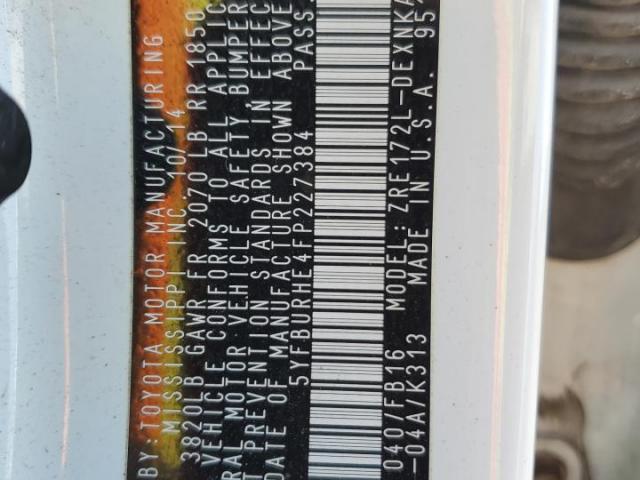 BY: TOYOTA MOTOR MANUFACTURING
MISSISSIPPI INC. 10/14
3820LB GAWR FR 2070 LB RR 1850
VEHICLE CONFORMS TO ALL APPLIC
RAL MOTOR VEHICLE SAFETY, BUMPER
T PREVENTION STANDARDS IN EFFEC
DATE OF MANUFACTURE SHOWN ABOVE
5YFBURHE4FP227384 PASS
040/FB16 MODEL: ZRE172L-DEXNKA
-04A/K313 MADE IN U.S.A. 95